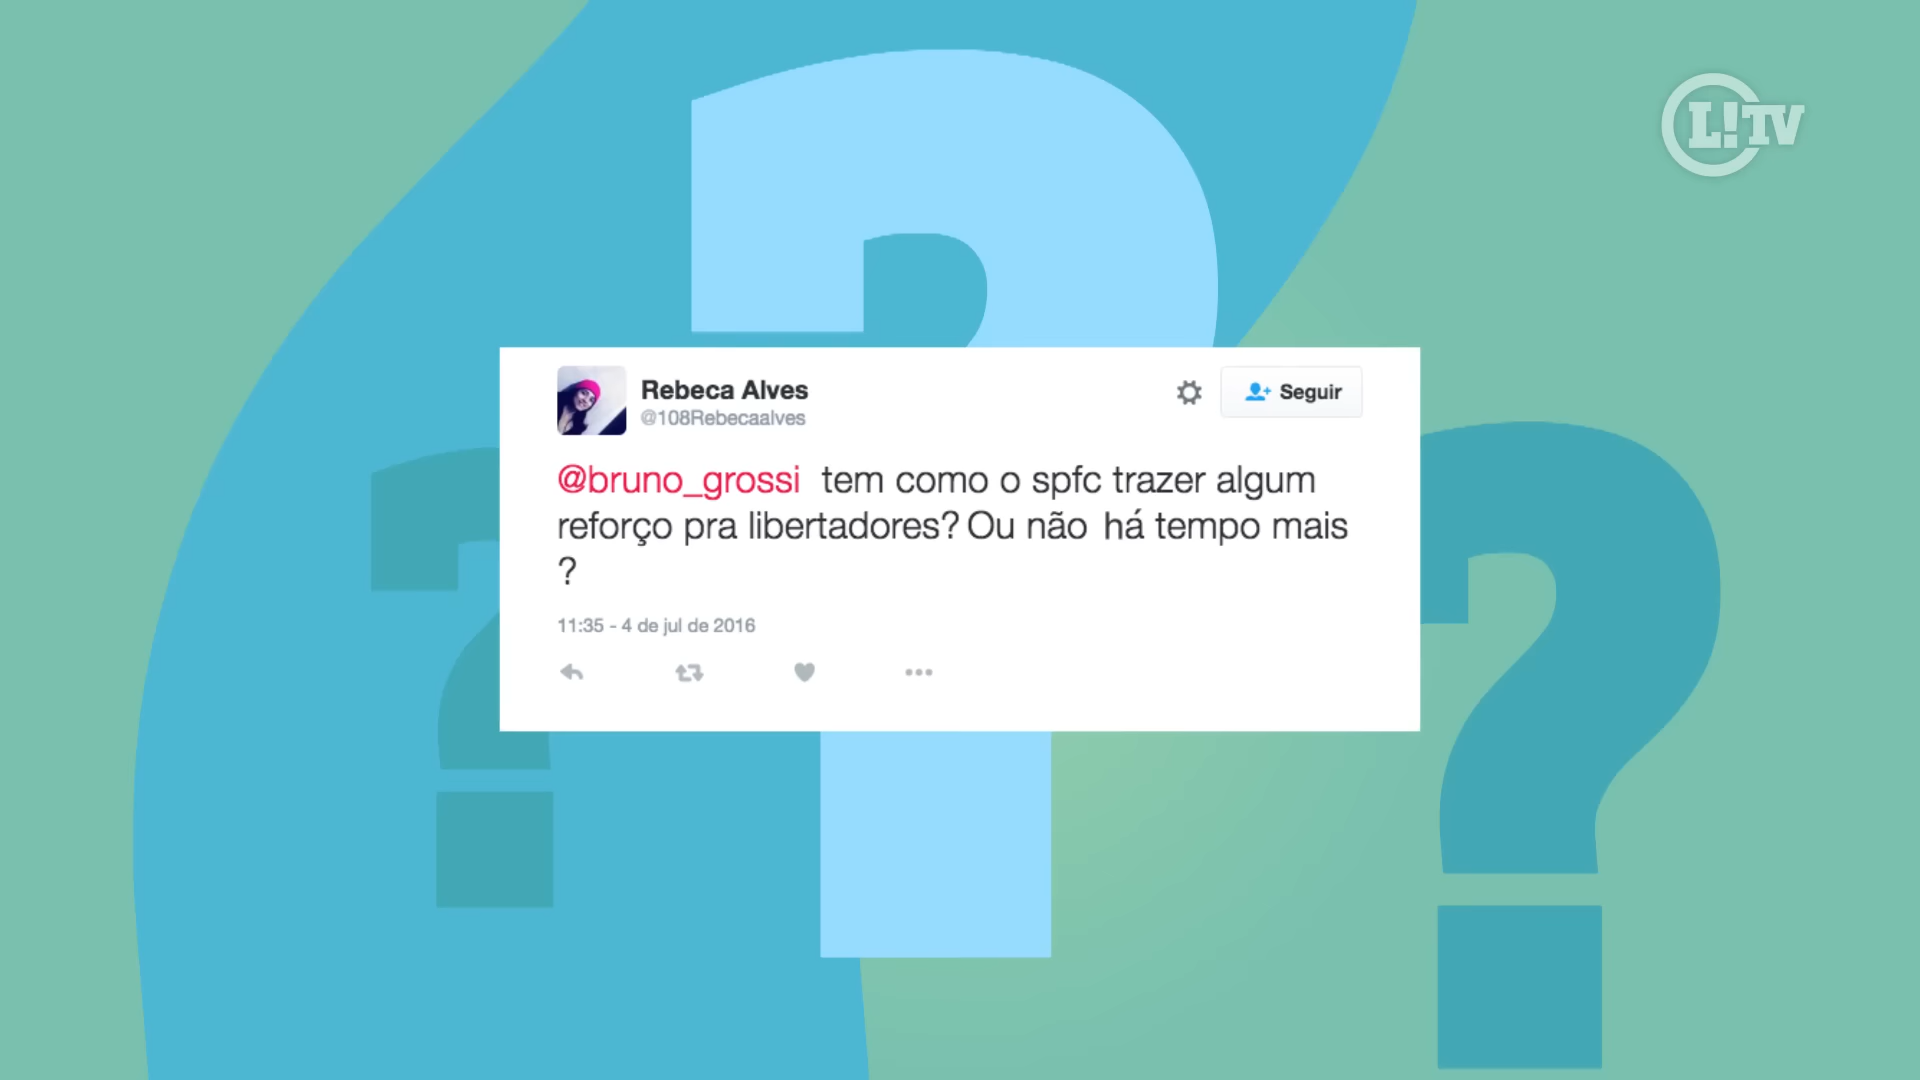 L!TV
Rebeca Alves
@108Rebecaalves
Seguir
@bruno_grossi tem como o spfc trazer algum
reforço pra libertadores? Ou não há tempo mais
?
11:35 - 4 de jul de 2016